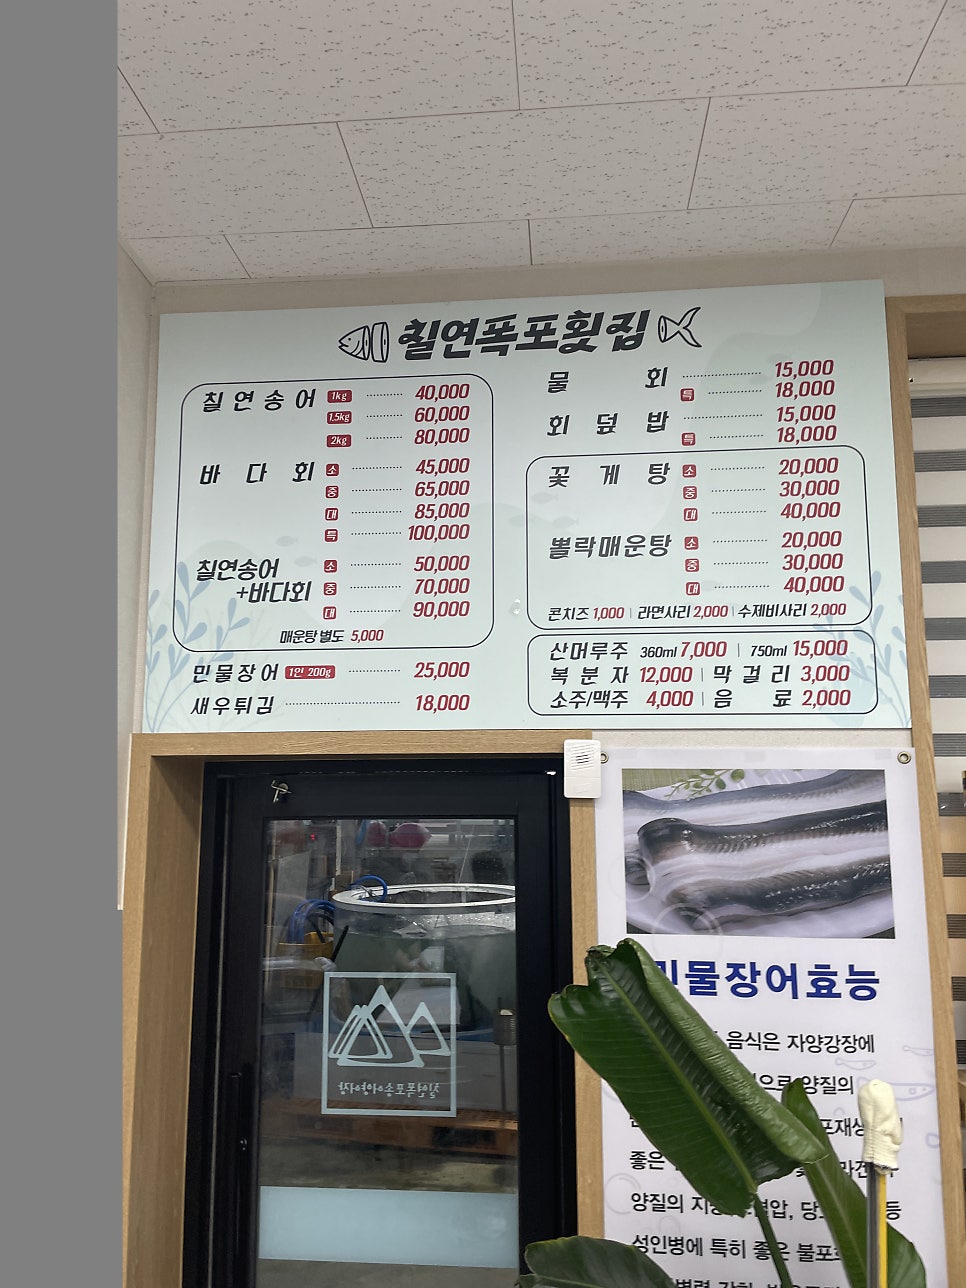 칠연폭포횟집
칠연송어 1kg 40,000
1.5kg 60,000
2kg 80,000
바다회 소 45,000
중 65,000
대 85,000
특 100,000
칠연송어
+바다회 소 50,000
중 70,000
대 90,000
매운탕 별도 5,000
민물장어 1인 200g 25,000
새우튀김 18,000
물회 15,000
특 18,000
회덮밥 15,000
특 18,000
꽃게탕 소 20,000
중 30,000
대 40,000
뽈락매운탕 소 20,000
중 30,000
대 40,000
콘치즈 1,000 | 라면사리 2,000 | 수제비사리 2,000
산머루주 360ml 7,000 | 750ml 15,000
복분자 12,000 | 막걸리 3,000
소주/맥주 4,000 | 음료 2,000
칠연폭포송어양어장
민물장어효능
음식은 자양강장에
양질의
좋은
양질의
성인병에 특히 좋은